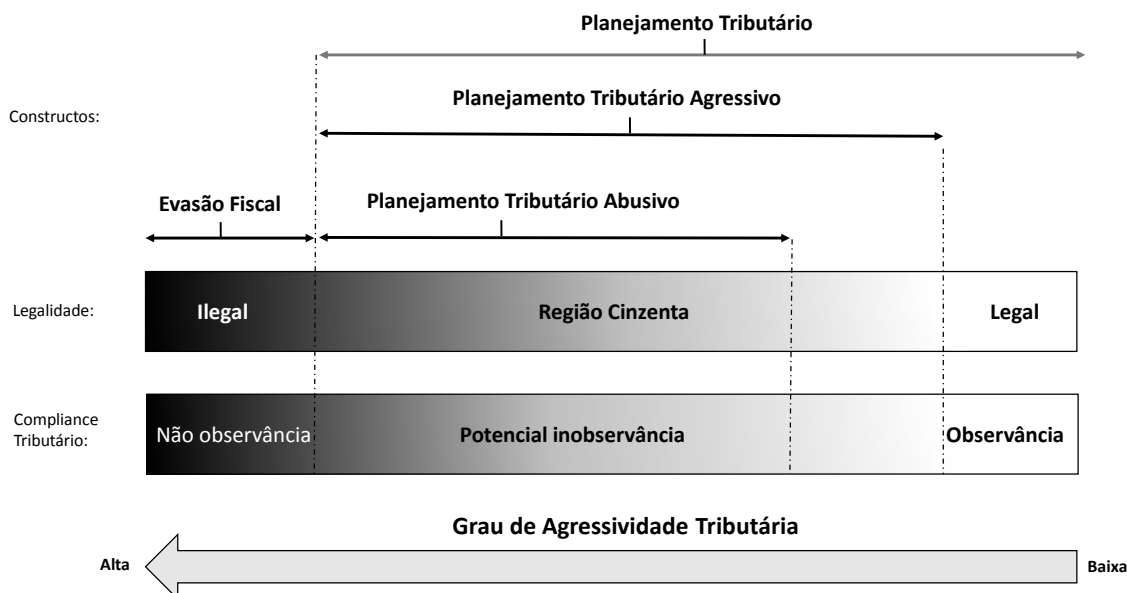 Planejamento Tributário
Planejamento Tributário Agressivo
Constructos:
Evasão Fiscal
Planejamento Tributário Abusivo
Legalidade:
Ilegal
Região Cinzenta
Legal
Compliance
Tributário:
Não observância
Potencial inobservância
Observância
Grau de Agressividade Tributária
Alta
Baixa